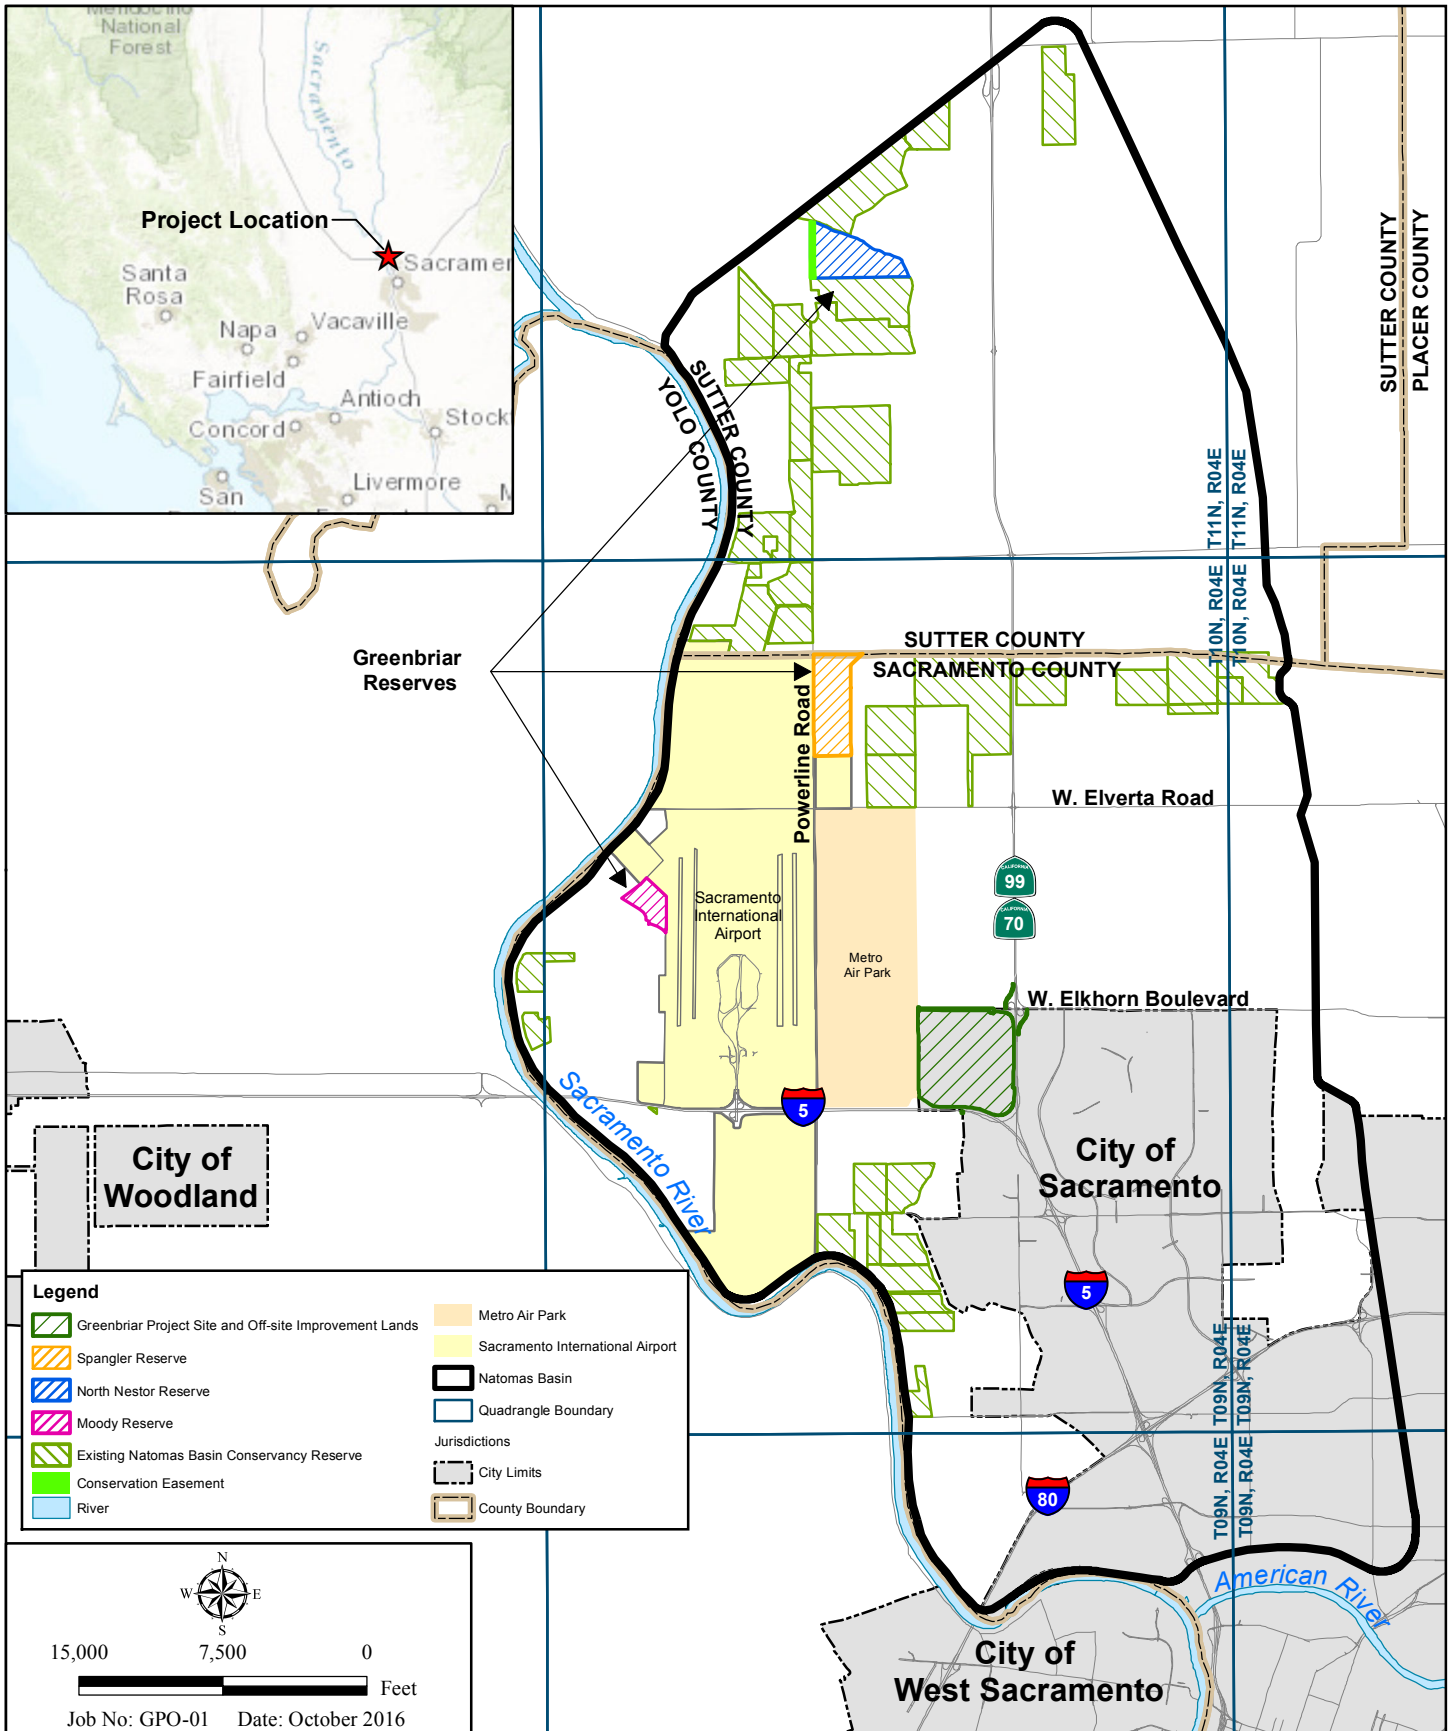 Mendocino
National
Forest
Sacramento
Project Location
Sacramen
Santa
Rosa
Napa
Vacaville
Fairfield
Antioch
Concord
Stock
Livermore
San
SUTTER COUNTY
PLACER COUNTY
SUTTER COUNTY
YOLO COUNTY
T11N, R04E
T11N, R04E
T10N, R04E
T10N, R04E
Greenbriar
Reserves
SUTTER COUNTY
SACRAMENTO COUNTY
Powerline Road
W. Elverta Road
CALIFORNIA
99
CALIFORNIA
70
Sacramento
International
Airport
Metro
Air Park
W. Elkhorn Boulevard
5
Sacramento River
City of
Woodland
City of
Sacramento
5
T09N, R04E
T09N, R04E
T09N, R04E
T09N, R04E
80
American River
City of
West Sacramento
Legend
Greenbriar Project Site and Off-site Improvement Lands
Spangler Reserve
North Nestor Reserve
Moody Reserve
Existing Natomas Basin Conservancy Reserve
Conservation Easement
River
Metro Air Park
Sacramento International Airport
Natomas Basin
Quadrangle Boundary
Jurisdictions
City Limits
County Boundary
N
W
E
S
15,000 7,500 0
Feet
Job No: GPO-01 Date: October 2016